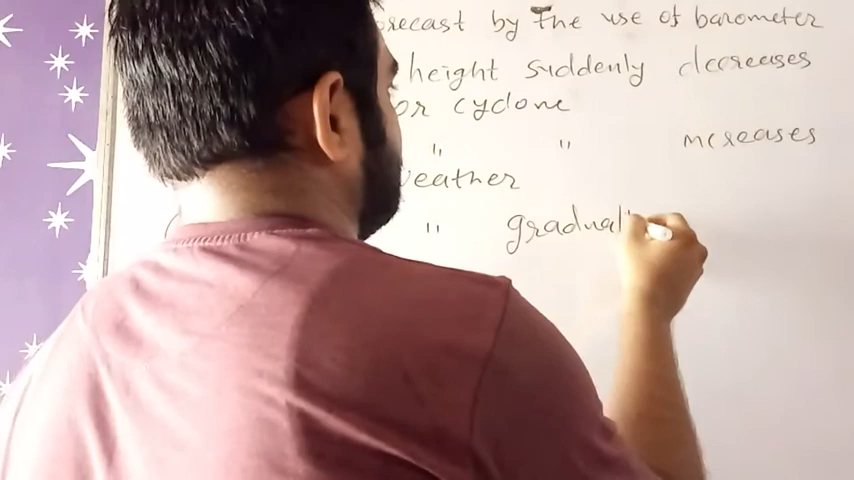 orecast by The use of barometer
height suddenly decreases
or cyclone
" " increases
weather
" gradual